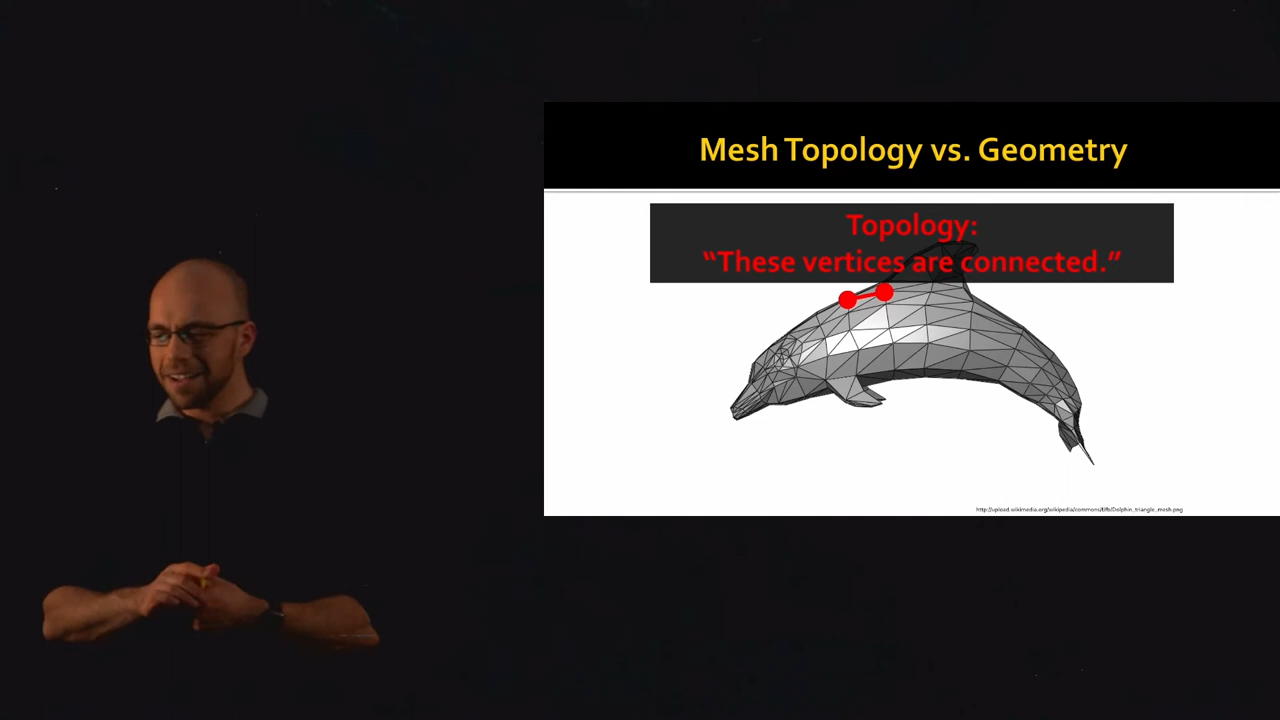 Mesh Topology vs. Geometry
Topology:
“These vertices are connected.”